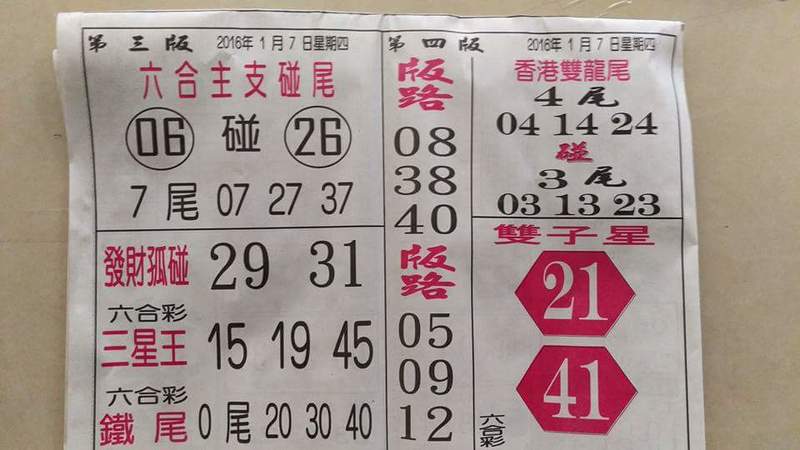 第三版 2016年1月7日星期四
六合主支碰尾
06 碰 26
7尾 07 27 37
發財孤碰 29 31
六合彩
三星王 15 19 45
六合彩
鐵尾 0尾 20 30 40
第四版 2016年1月7日星期四
版路
08
38
40
版路
05
09
12
香港雙龍尾
4尾
04 14 24
碰
3尾
03 13 23
雙子星
21
41
六合彩